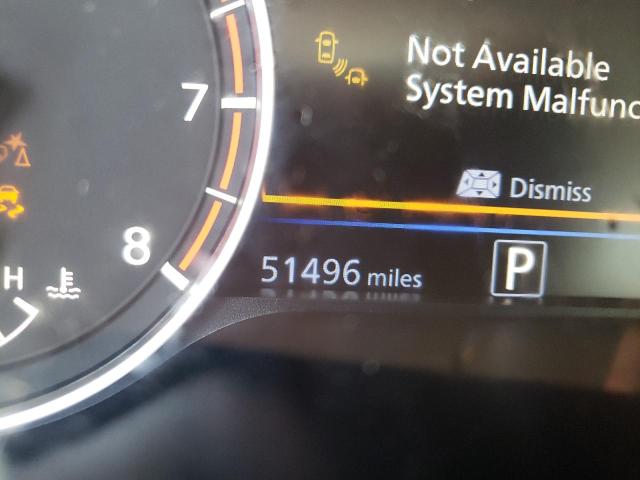 Not Available
System Malfunc
7
Dismiss
8
51496 miles
P
H